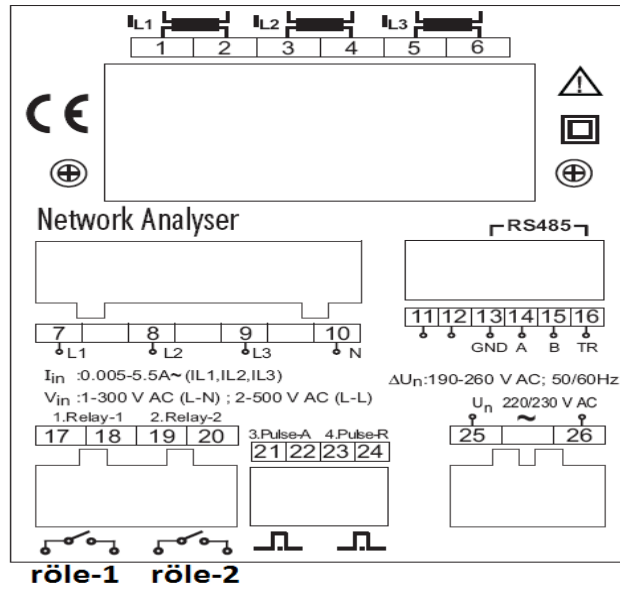 IL1 IL2 IL3
1 2 3 4 5 6
CE
Network Analyser
RS485
7 8 9 10
11 12 13 14 15 16
L1 L2 L3 N
GND A B TR
Iin :0.005-5.5A~ (IL1,IL2,IL3)
ΔUn:190-260 V AC; 50/60Hz
Vin :1-300 V AC (L-N) ; 2-500 V AC (L-L)
Un 220/230 V AC
~
1.Relay-1 2.Relay-2
17 18 19 20
3.Pulse-A 4.Pulse-R
21 22 23 24
25 26
röle-1 röle-2